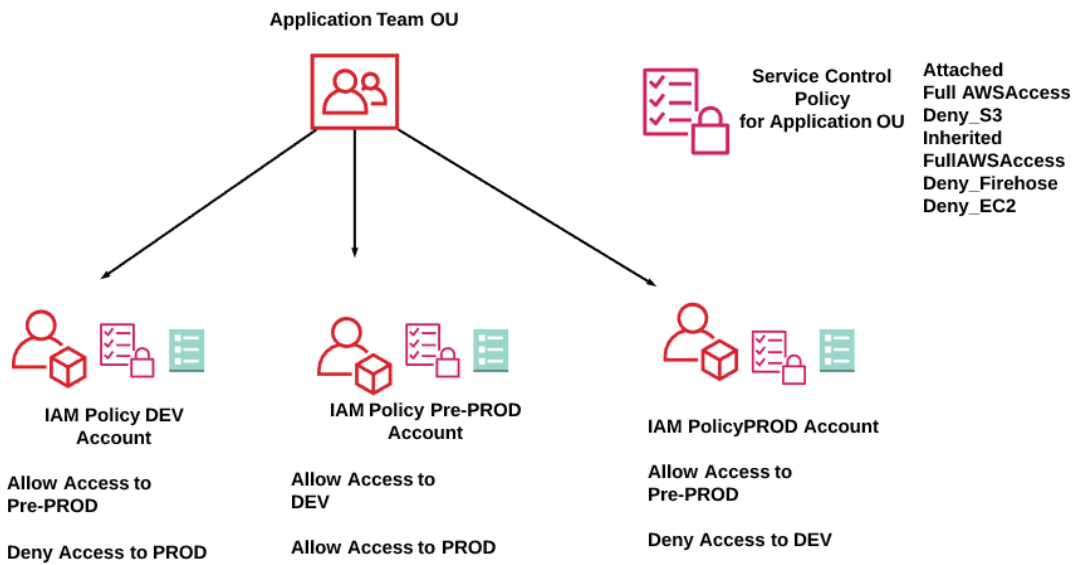 Application Team OU
Service Control
Policy
for Application OU
Attached
Full AWSAccess
Deny_S3
Inherited
FullAWSAccess
Deny_Firehose
Deny_EC2
IAM Policy DEV
Account
Allow Access to
Pre-PROD
Deny Access to PROD
IAM Policy Pre-PROD
Account
Allow Access to
DEV
Allow Access to PROD
IAM PolicyPROD Account
Allow Access to
Pre-PROD
Deny Access to DEV